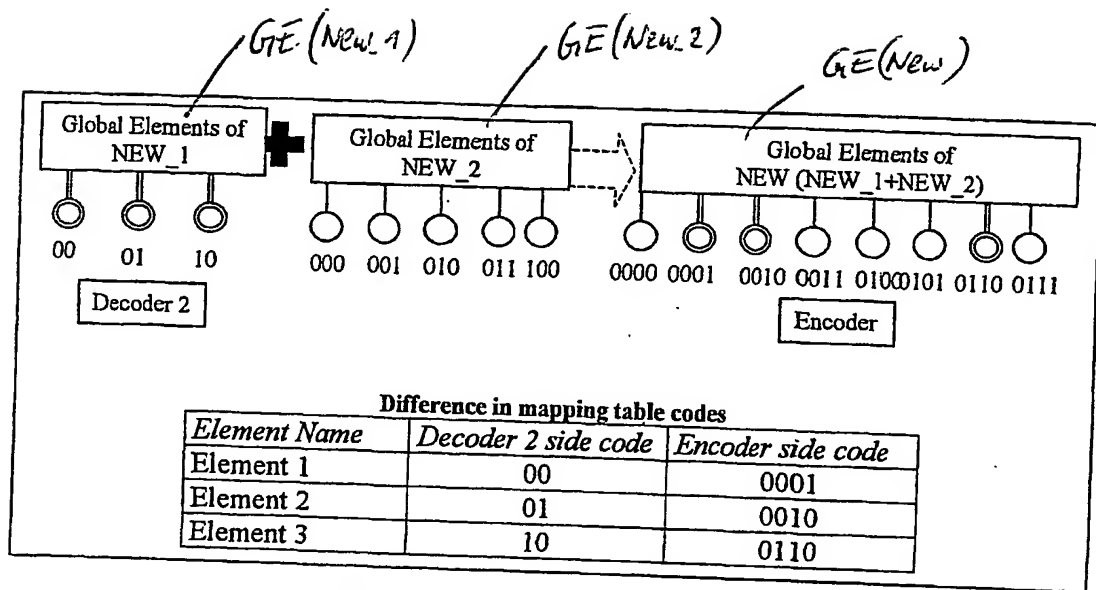 GE(New_1)
GE(New_2)
GE(New)
Global Elements of
NEW_1
Global Elements of
NEW_2
Global Elements of
NEW (NEW_1+NEW_2)
00 01 10
000 001 010 011 100
0000 0001 0010 0011 0100 0101 0110 0111
Decoder 2
Encoder
Difference in mapping table codes
Element Name Decoder 2 side code Encoder side code
Element 1 00 0001
Element 2 01 0010
Element 3 10 0110